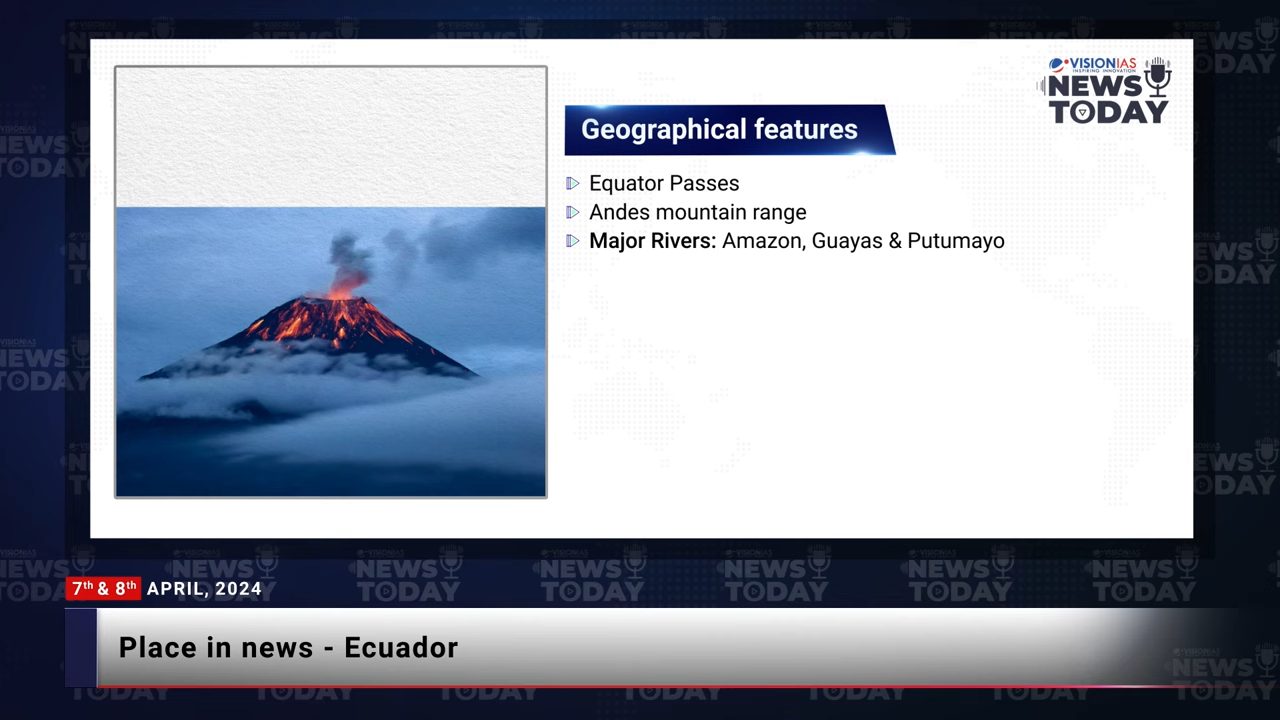 VISIONIAS
INSPIRING INNOVATION
NEWS
TODAY
Geographical features
Equator Passes
Andes mountain range
Major Rivers: Amazon, Guayas & Putumayo
7th & 8th APRIL, 2024
Place in news - Ecuador